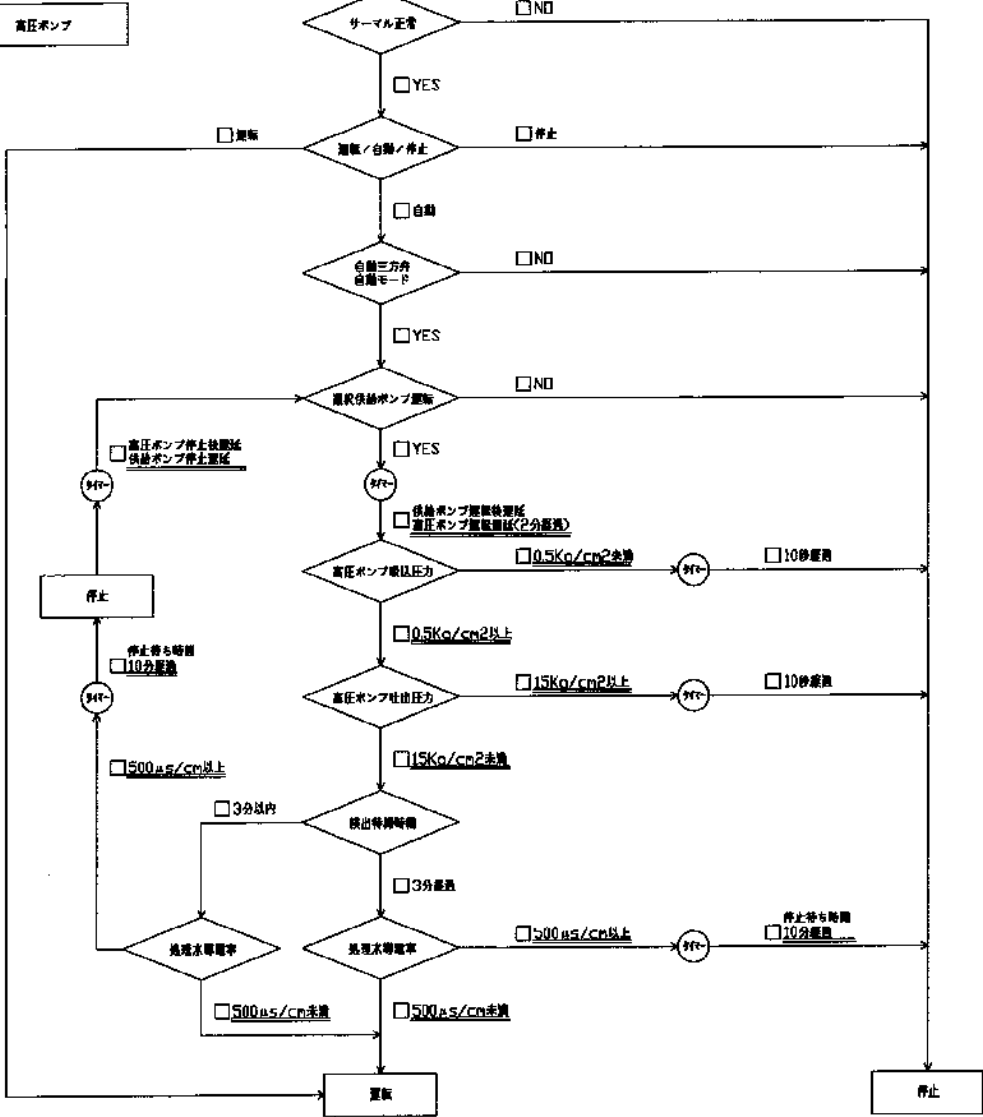 高圧ポンプ
サーマル正常
□NO
□YES
□運転
運転/自動/停止
□停止
□自動
自動三方弁
自動モード
□NO
□YES
選択供給ポンプ運転
□NO
□高圧ポンプ停止後遅延
供給ポンプ停止遅延
□YES
タイマー
タイマー
□供給ポンプ運転後遅延
高圧ポンプ運転遅延(2分経過)
高圧ポンプ吸込圧力
□0.5Kg/cm2未満
タイマー
□10秒経過
停止
□0.5Kg/cm2以上
停止待ち時間
□10分経過
タイマー
高圧ポンプ吐出圧力
□15Kg/cm2以上
タイマー
□10秒経過
□15Kg/cm2未満
□500μs/cm以上
□3分以内
検出待機時間
□3分経過
処理水導電率
処理水導電率
□500μs/cm以上
タイマー
停止待ち時間
□10分経過
□500μs/cm未満
□500μs/cm未満
運転
停止